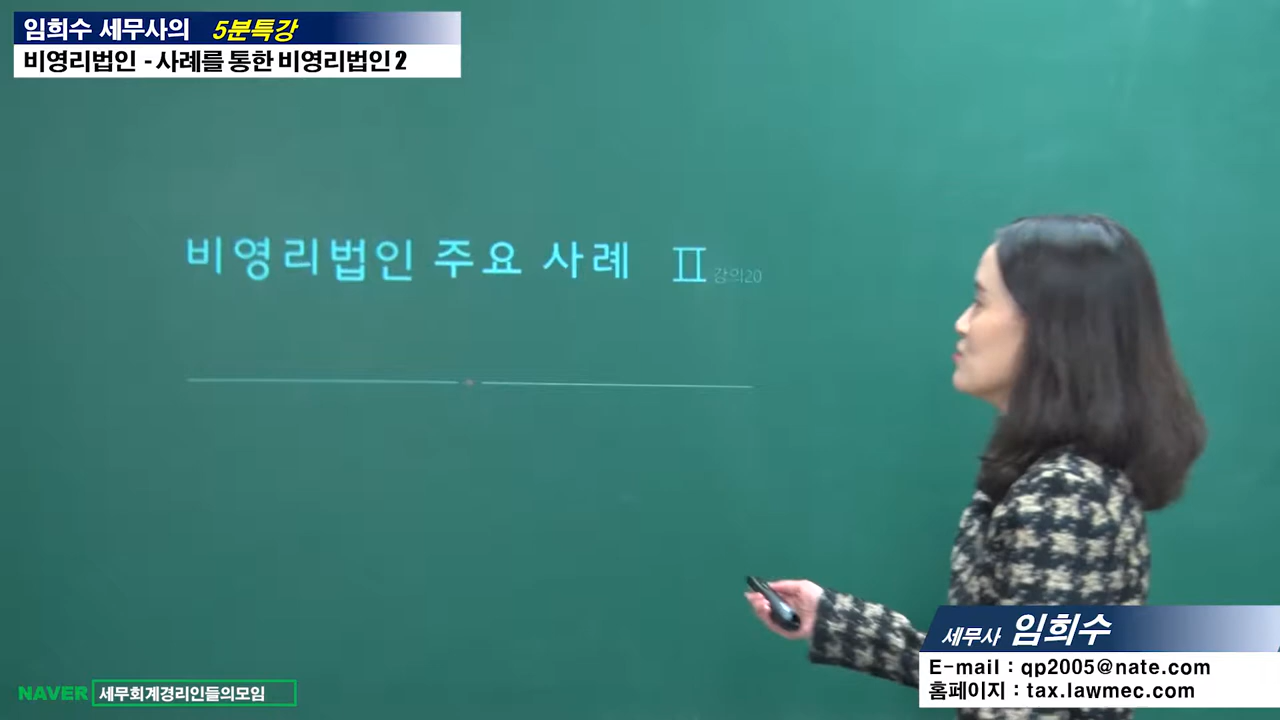 임희수 세무사의 5분특강
비영리법인 - 사례를 통한 비영리법인 2
비영리법인 주요 사례 Ⅱ 강의20
세무사 임희수
E-mail : qp2005@nate.com
홈페이지 : tax.lawmec.com
NAVER 세무회계경리인들의모임